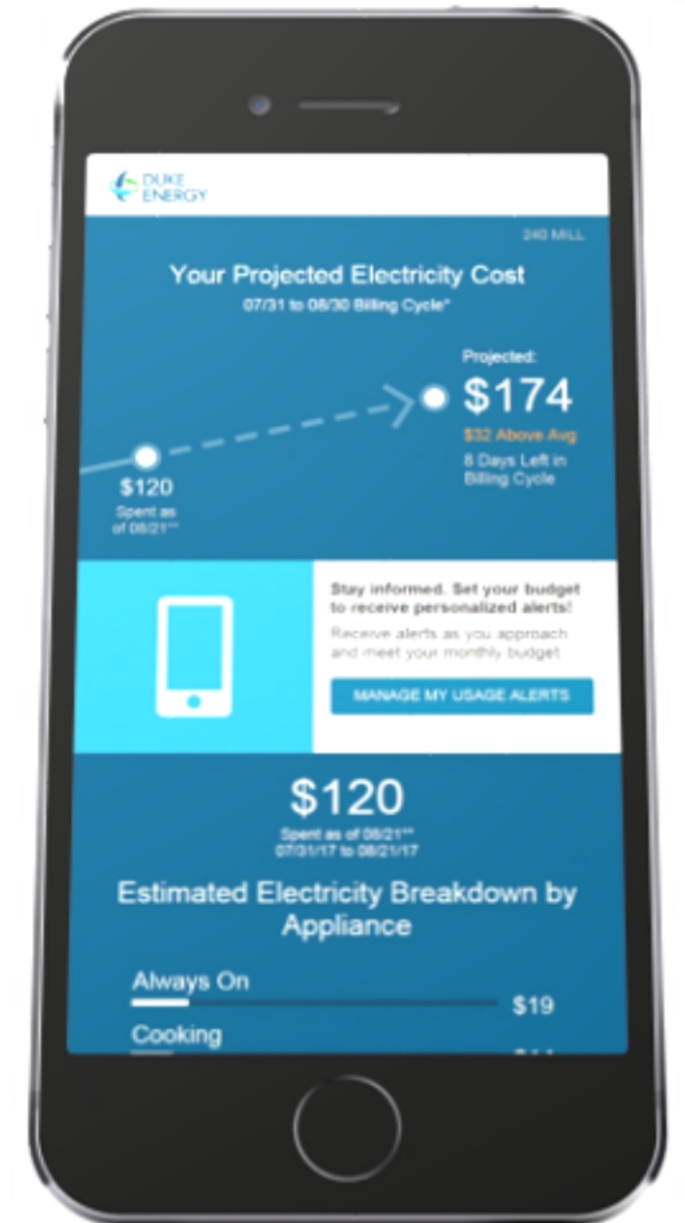 DUKE
ENERGY
240 MILL
Your Projected Electricity Cost
07/31 to 08/30 Billing Cycle*
Projected:
$174
$32 Above Avg
8 Days Left in
Billing Cycle
$120
Spent as
of 08/21**
Stay informed. Set your budget
to receive personalized alerts!
Receive alerts as you approach
and meet your monthly budget
MANAGE MY USAGE ALERTS
$120
Spent as of 08/21**
07/31/17 to 08/21/17
Estimated Electricity Breakdown by
Appliance
Always On
$19
Cooking